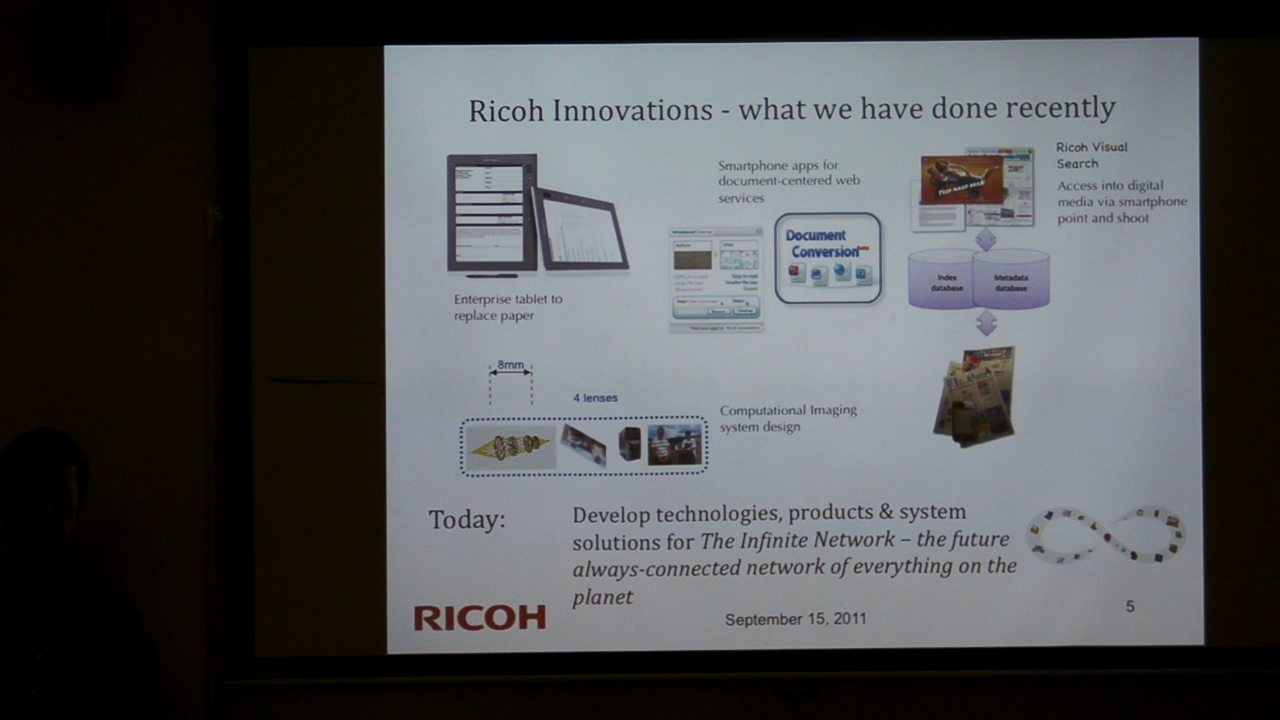 Ricoh Innovations - what we have done recently
Smartphone apps for
document-centered web
services
Ricoh Visual
Search
Access into digital
media via smartphone
point and shoot
Document
Conversion beta
Index
database
Metadata
database
Enterprise tablet to
replace paper
8mm
4 lenses
Computational Imaging
system design
Today:
Develop technologies, products & system
solutions for The Infinite Network – the future
always-connected network of everything on the
planet
RICOH
September 15, 2011
5